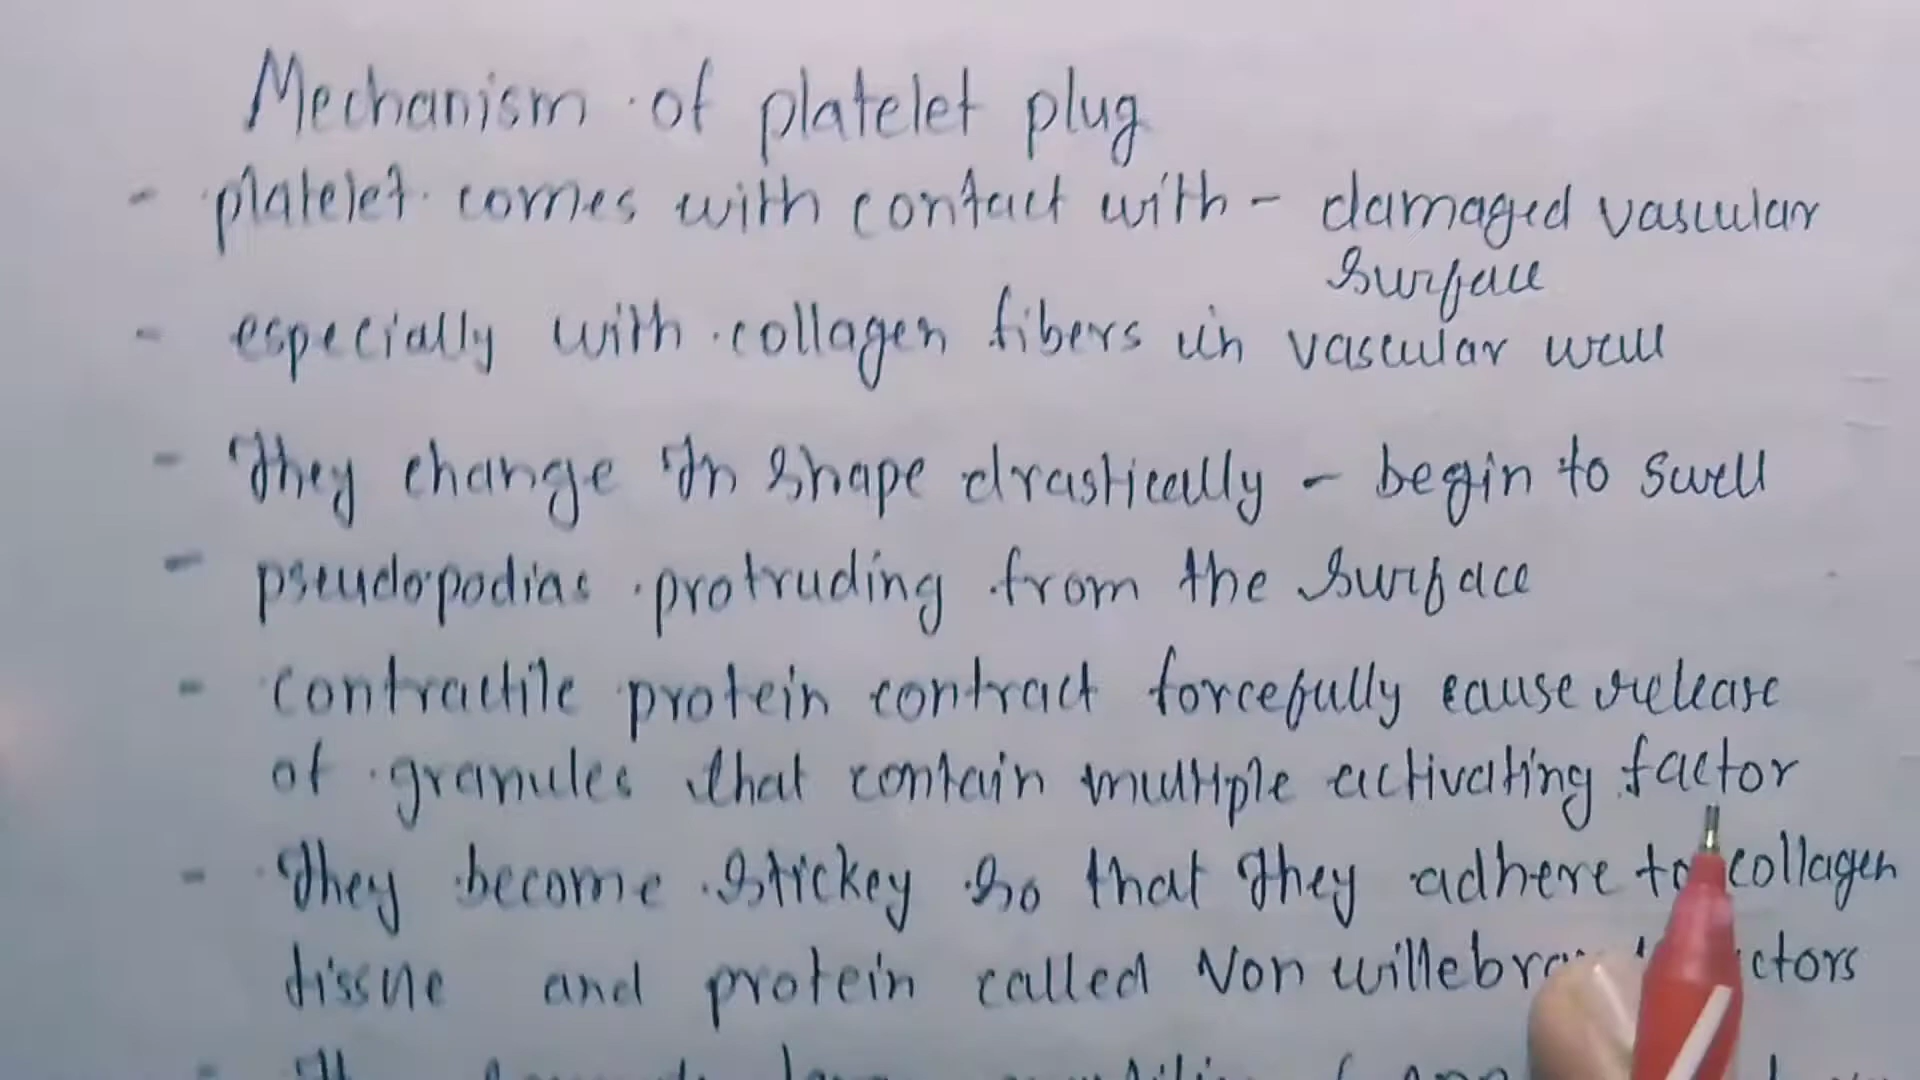 Mechanism of platelet plug
- platelet comes with contact with - damaged vascular
surface
- especially with collagen fibers in vascular wall
- They change In shape drastically - begin to swell
- pseudopodias protruding from the surface
- contractile protein contract forcefully cause release
of granules that contain multiple activating factor
- They become stickey so that they adhere to collagen
tissue and protein called Von